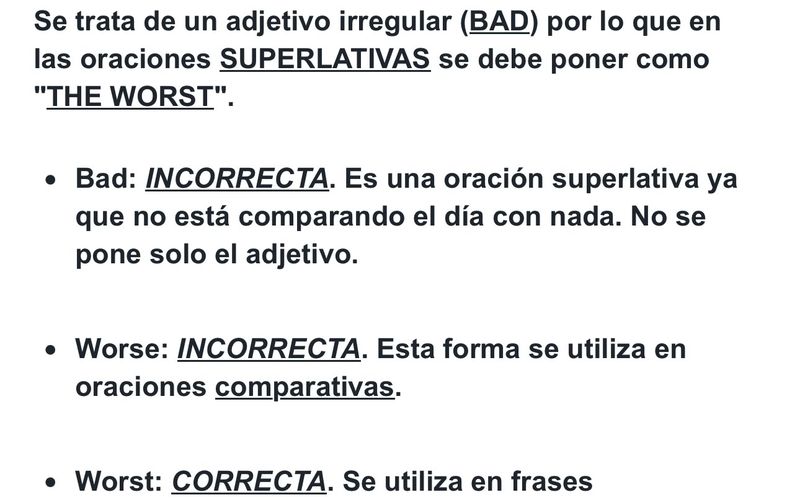 Se trata de un adjetivo irregular (BAD) por lo que en
las oraciones SUPERLATIVAS se debe poner como
"THE WORST".
• Bad: INCORRECTA. Es una oración superlativa ya
que no está comparando el día con nada. No se
pone solo el adjetivo.
• Worse: INCORRECTA. Esta forma se utiliza en
oraciones comparativas.
• Worst: CORRECTA. Se utiliza en frases